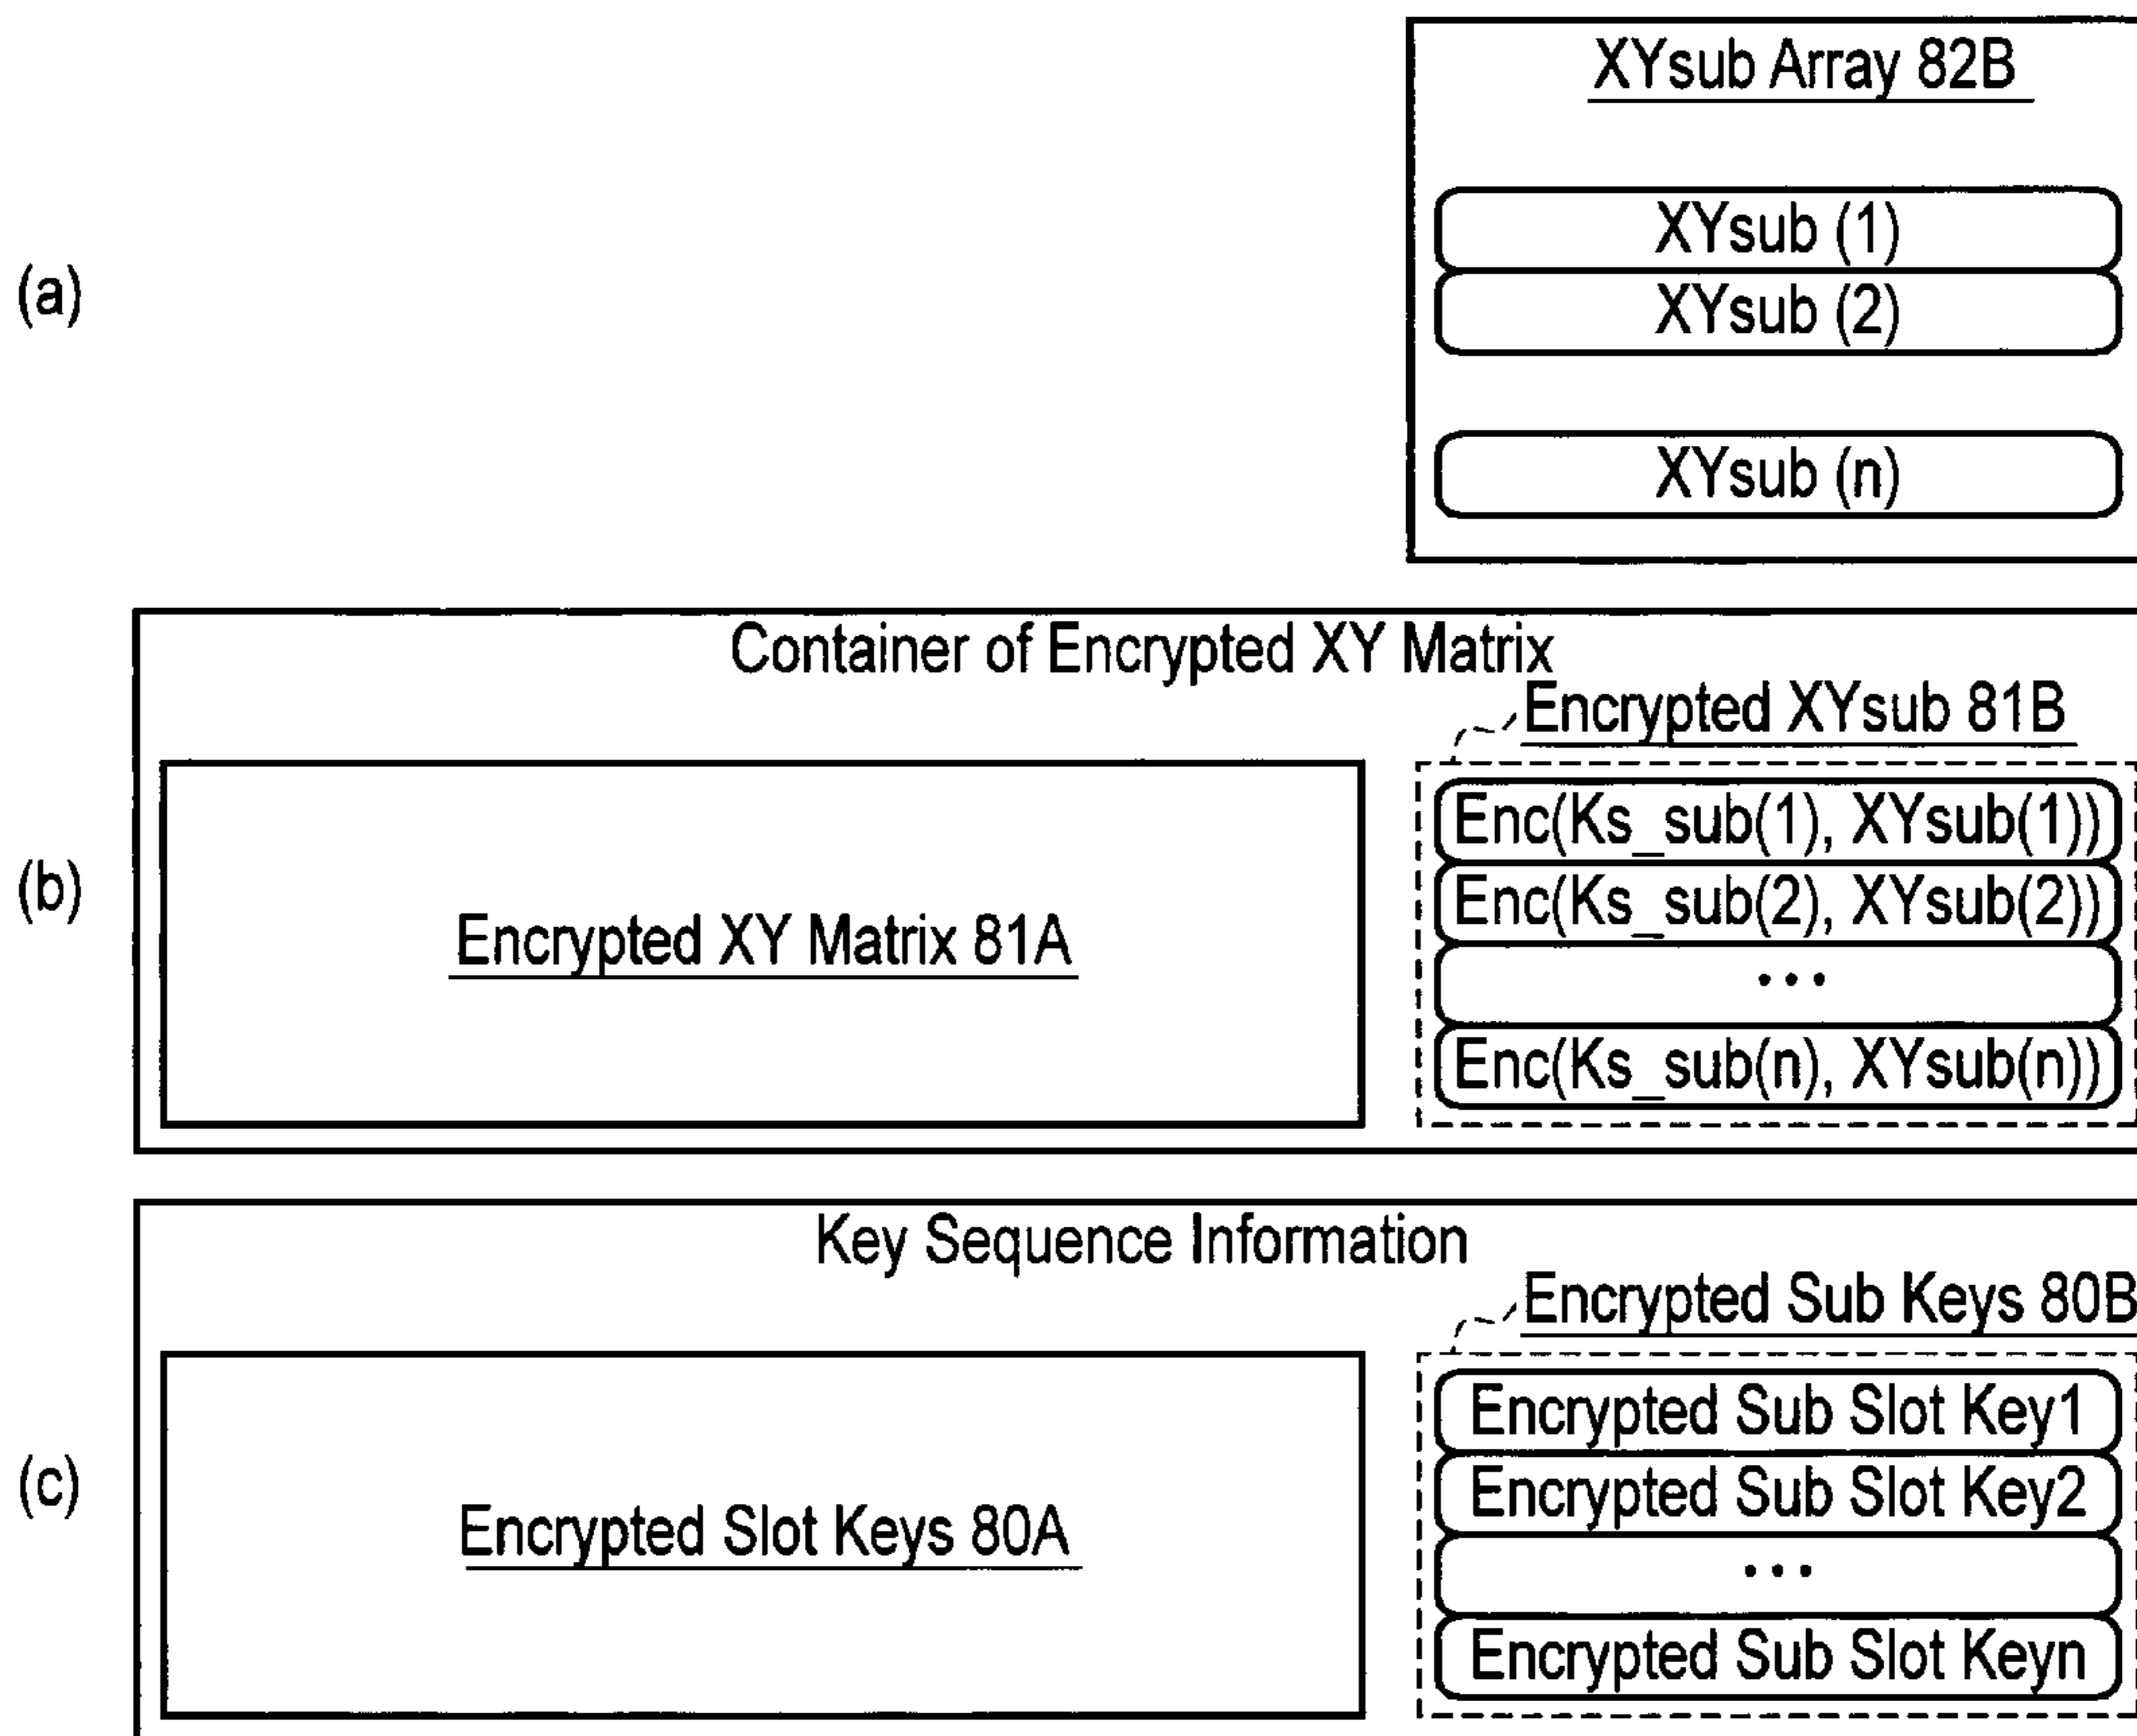 XYsub Array 82B
XYsub (1)
(a)
XYsub (2)
XYsub (n)
Container of Encrypted XY Matrix
Encrypted XYsub 81B
Enc(Ks_sub(1), XYsub(1))
(b)
Enc(Ks_sub(2), XYsub(2))
Encrypted XY Matrix 81A
...
Enc(Ks_sub(n), XYsub(n))
Key Sequence Information
Encrypted Sub Keys 80B
Encrypted Sub Slot Key1
(c)
Encrypted Sub Slot Key2
Encrypted Slot Keys 80A
...
Encrypted Sub Slot Keyn